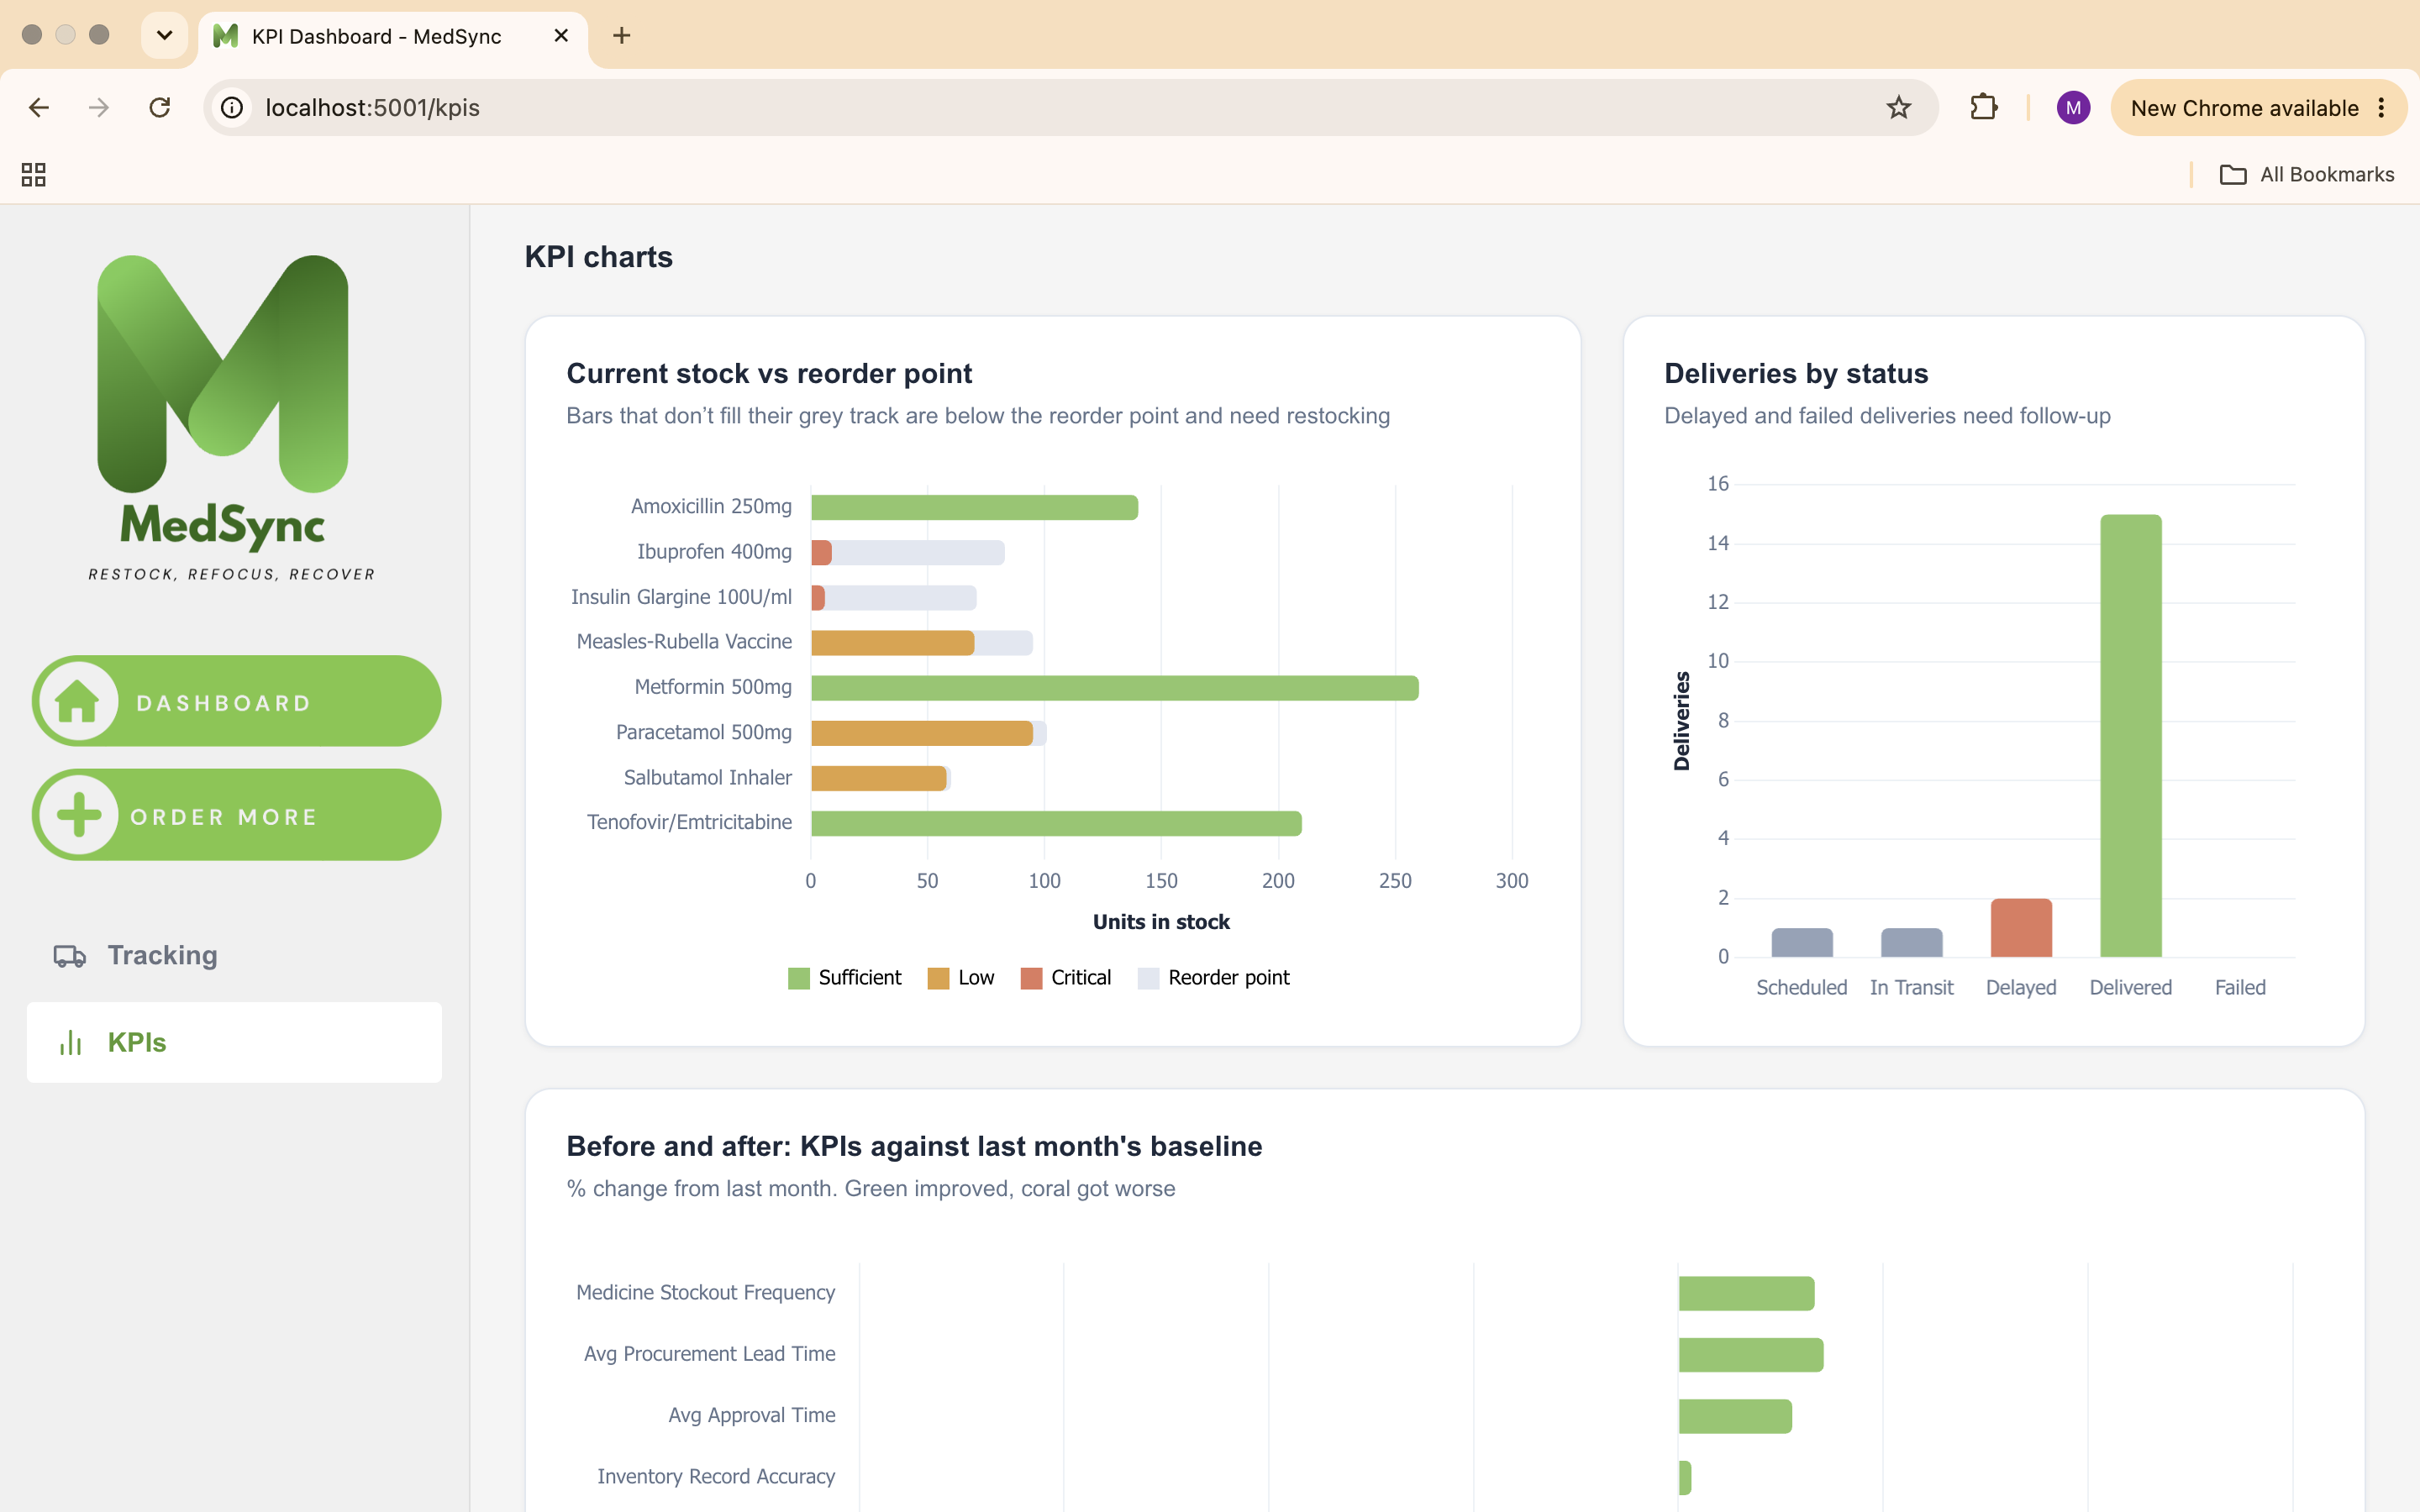 KPI Dashboard - MedSync
localhost:5001/kpis
M
New Chrome available
All Bookmarks
MedSync
RESTOCK, REFOCUS, RECOVER
DASHBOARD
ORDER MORE
Tracking
KPIs
KPI charts
Current stock vs reorder point
Bars that don’t fill their grey track are below the reorder point and need restocking
Amoxicillin 250mg
Ibuprofen 400mg
Insulin Glargine 100U/ml
Measles-Rubella Vaccine
Metformin 500mg
Paracetamol 500mg
Salbutamol Inhaler
Tenofovir/Emtricitabine
0 50 100 150 200 250 300
Units in stock
Sufficient Low Critical Reorder point
Deliveries by status
Delayed and failed deliveries need follow-up
16
14
12
10
8
6
4
2
0
Deliveries
Scheduled In Transit Delayed Delivered Failed
Before and after: KPIs against last month's baseline
% change from last month. Green improved, coral got worse
Medicine Stockout Frequency
Avg Procurement Lead Time
Avg Approval Time
Inventory Record Accuracy